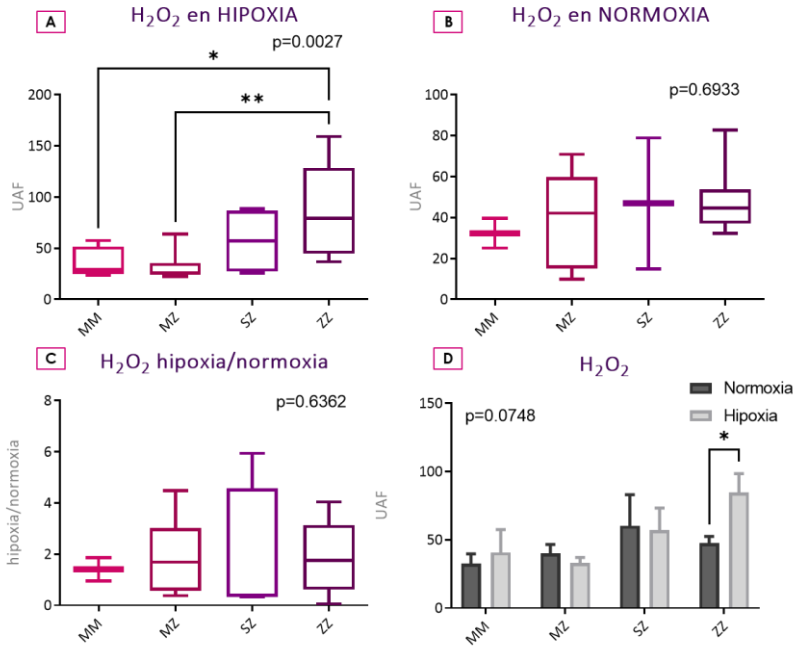 A
H₂O₂ en HIPOXIA
p=0.0027
*
**
200
150
100
50
0
UAF
MM
MZ
SZ
ZZ
B
H₂O₂ en NORMOXIA
p=0.6933
100
80
60
40
20
0
UAF
MM
MZ
SZ
ZZ
C
H₂O₂ hipoxia/normoxia
p=0.6362
8
6
4
2
0
hipoxia/normoxia
MM
MZ
SZ
ZZ
D
H₂O₂
Normoxia
Hipoxia
p=0.0748
*
150
100
50
0
UAF
MM
MZ
SZ
ZZ